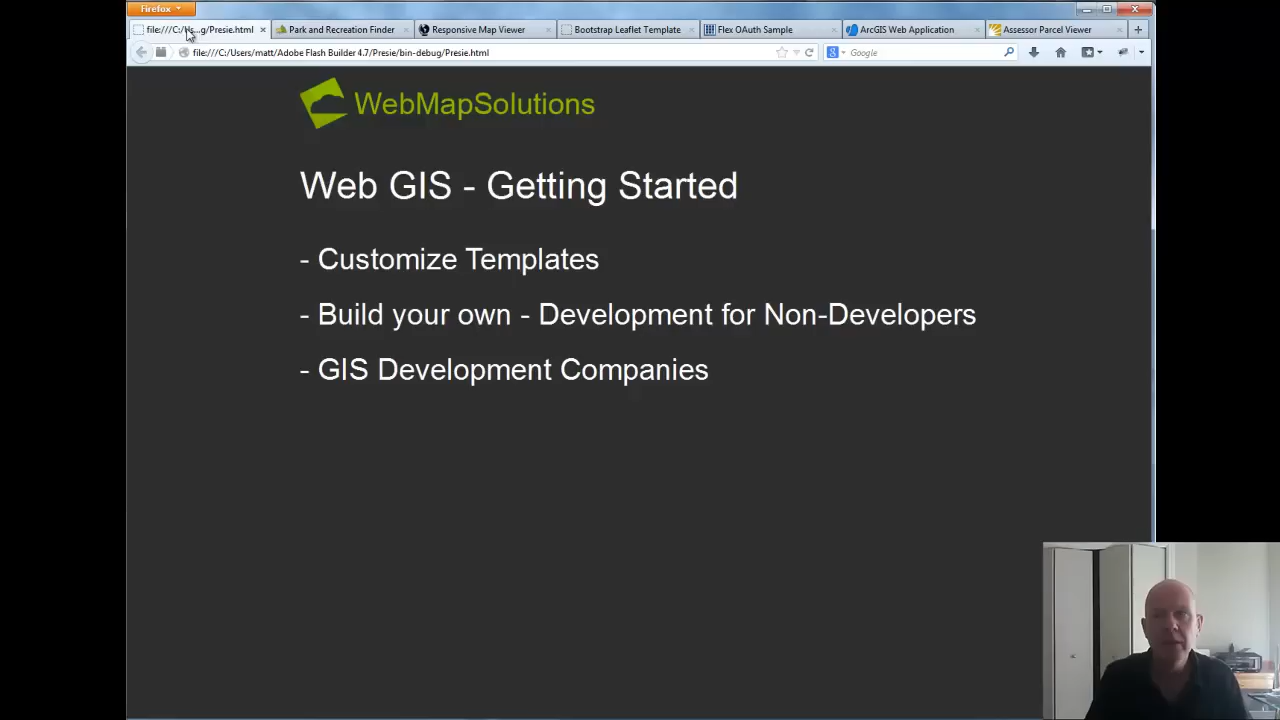 Firefox
file:///C:/Us...g/Presie.html
Park and Recreation Finder
Responsive Map Viewer
Bootstrap Leaflet Template
Flex OAuth Sample
ArcGIS Web Application
Assessor Parcel Viewer
file:///C:/Users/matt/Adobe Flash Builder 4.7/Presie/bin-debug/Presie.html
Google
WebMapSolutions
Web GIS - Getting Started
- Customize Templates
- Build your own - Development for Non-Developers
- GIS Development Companies